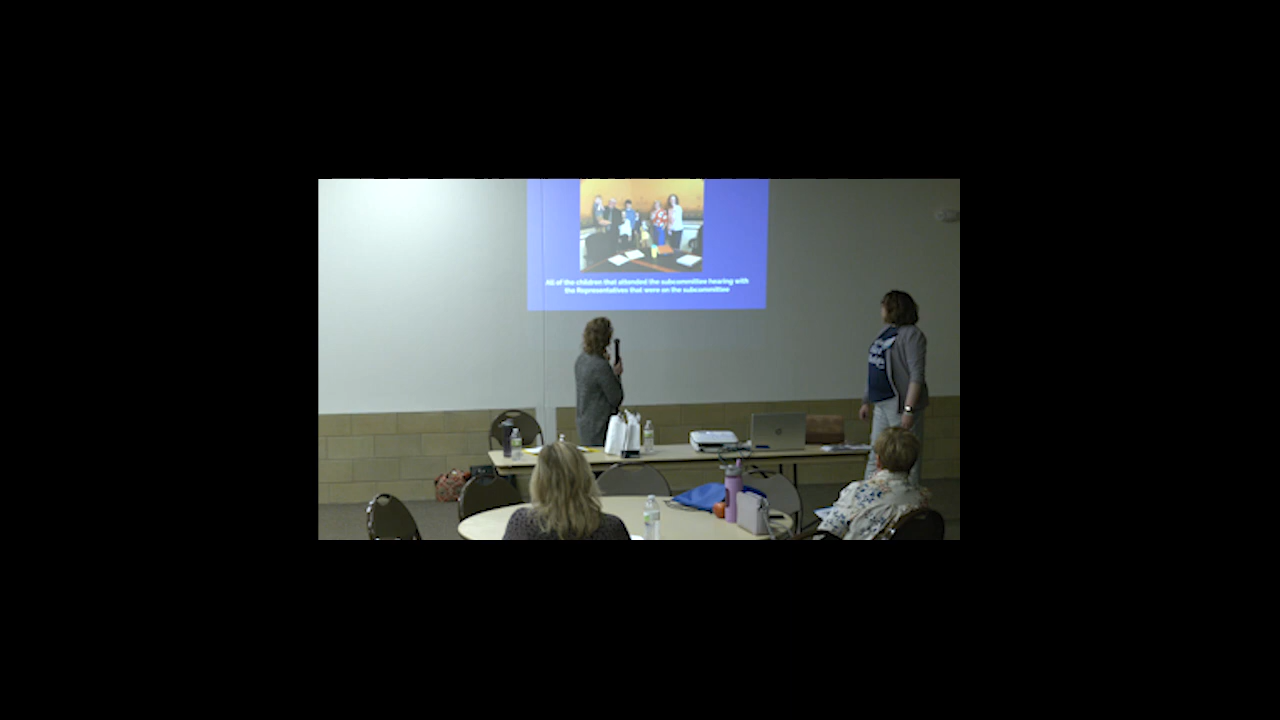 All of the children that attended the subcommittee hearing with
the Representatives that were on the subcommittee